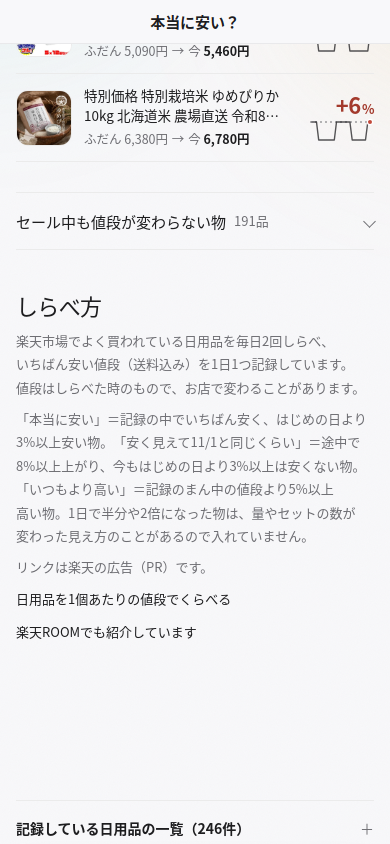 本当に安い？
ふだん 5,090円 → 今 5,460円
特別価格 特別栽培米 ゆめぴりか
10kg 北海道米 農場直送 令和8…
+6%
ふだん 6,380円 → 今 6,780円
セール中も値段が変わらない物 191品
しらべ方
楽天市場でよく買われている日用品を毎日2回しらべ、
いちばん安い値段（送料込み）を1日1つ記録しています。
値段はしらべた時のもので、お店で変わることがあります。
「本当に安い」＝記録の中でいちばん安く、はじめの日より
3%以上安い物。「安く見えて11/1と同じくらい」＝途中で
8%以上上がり、今もはじめの日より3%以上は安くない物。
「いつもより高い」＝記録のまん中の値段より5%以上
高い物。1日で半分や2倍になった物は、量やセットの数が
変わった見え方のことがあるので入れていません。
リンクは楽天の広告（PR）です。
日用品を1個あたりの値段でくらべる
楽天ROOMでも紹介しています
記録している日用品の一覧（246件） ＋